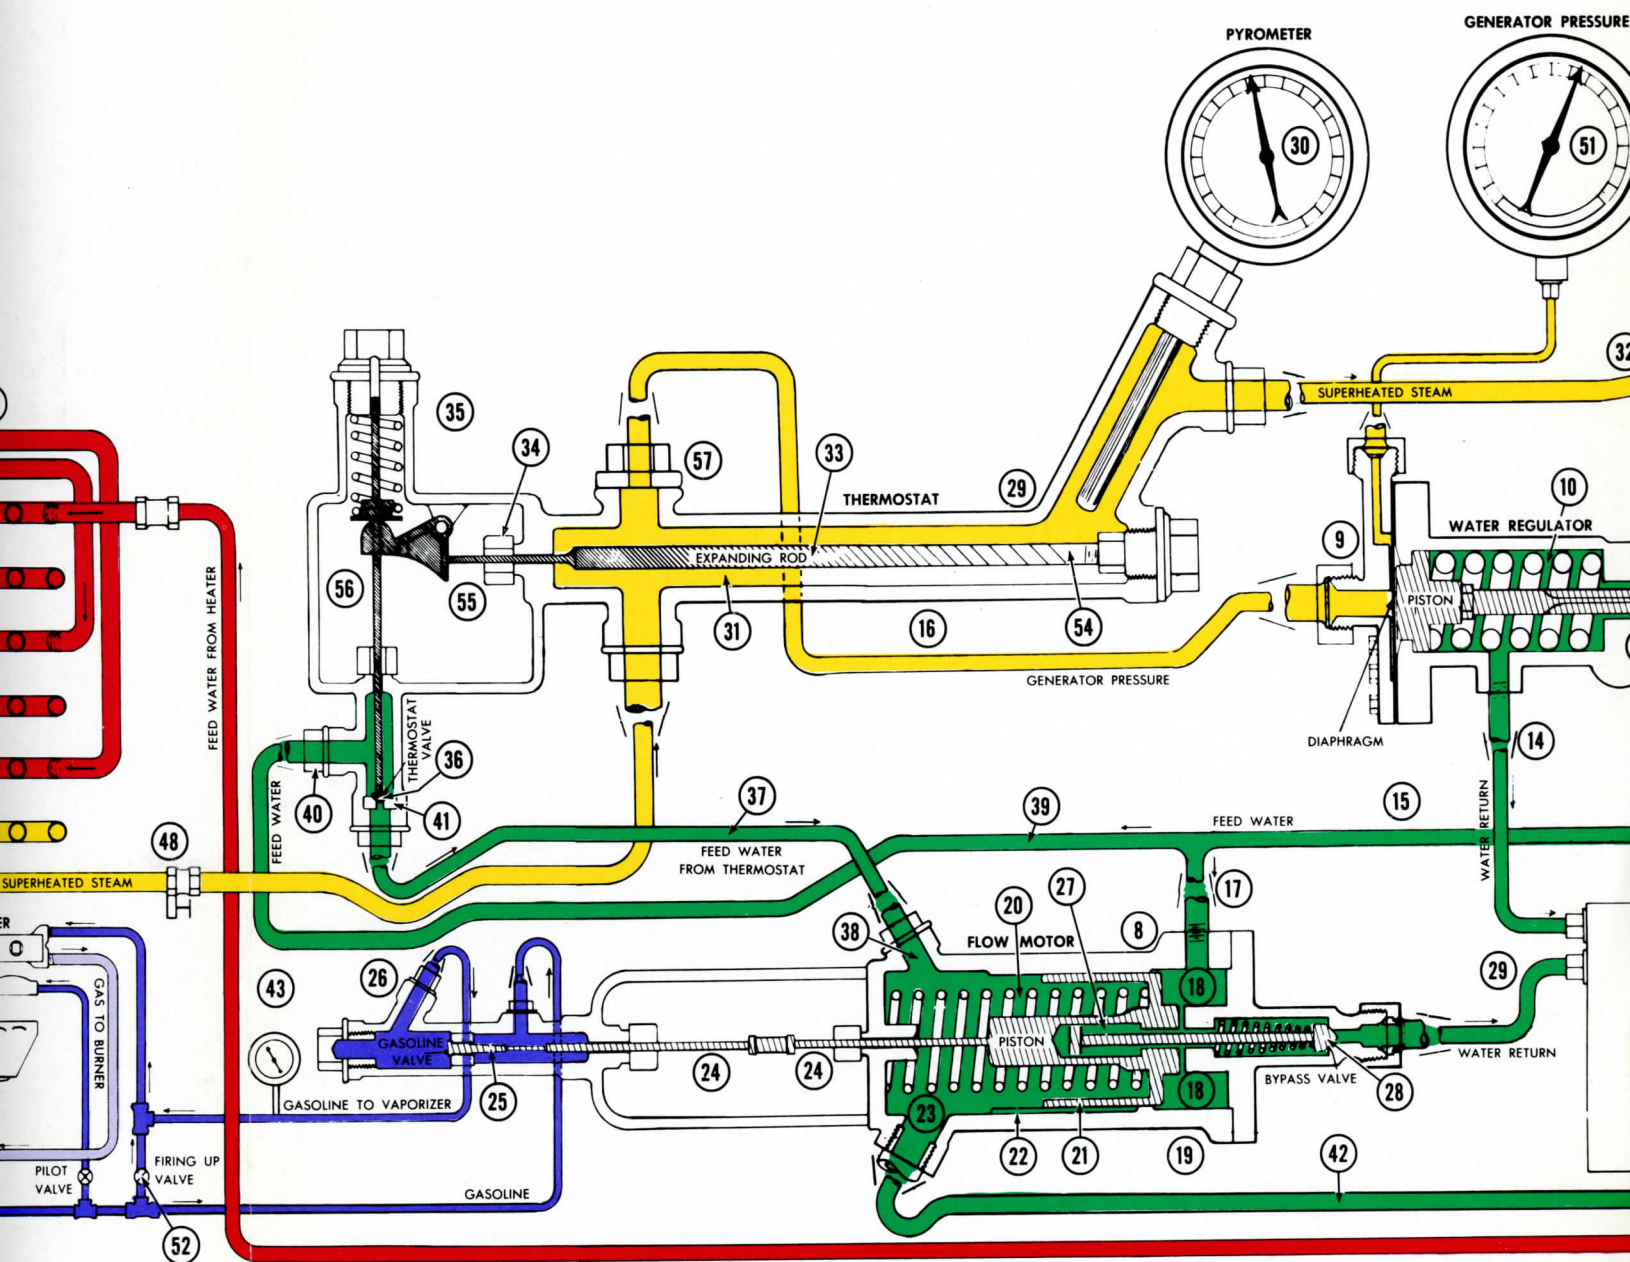 PYROMETER
GENERATOR PRESSURE
30
51
32
SUPERHEATED STEAM
35
34
57
33
29
THERMOSTAT
10
WATER REGULATOR
9
EXPANDING ROD
PISTON
56
55
31
16
54
GENERATOR PRESSURE
DIAPHRAGM
14
FEED WATER FROM HEATER
THERMOSTAT
VALVE
36
40
41
FEED WATER
37
39
15
FEED WATER
WATER RETURN
FEED WATER
FROM THERMOSTAT
48
SUPERHEATED STEAM
27
17
20
38
FLOW MOTOR
8
ER
43
26
29
18
GAS TO BURNER
GASOLINE
VALVE
PISTON
WATER RETURN
24
24
25
BYPASS VALVE
28
18
GASOLINE TO VAPORIZER
23
22
21
19
42
PILOT
VALVE
FIRING UP
VALVE
GASOLINE
52